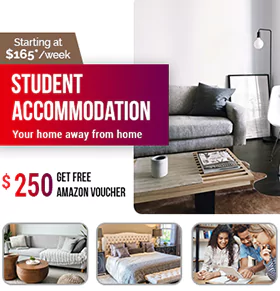 Starting at
$165*/week
STUDENT
ACCOMMODATION
Your home away from home
$250 GET FREE
AMAZON VOUCHER